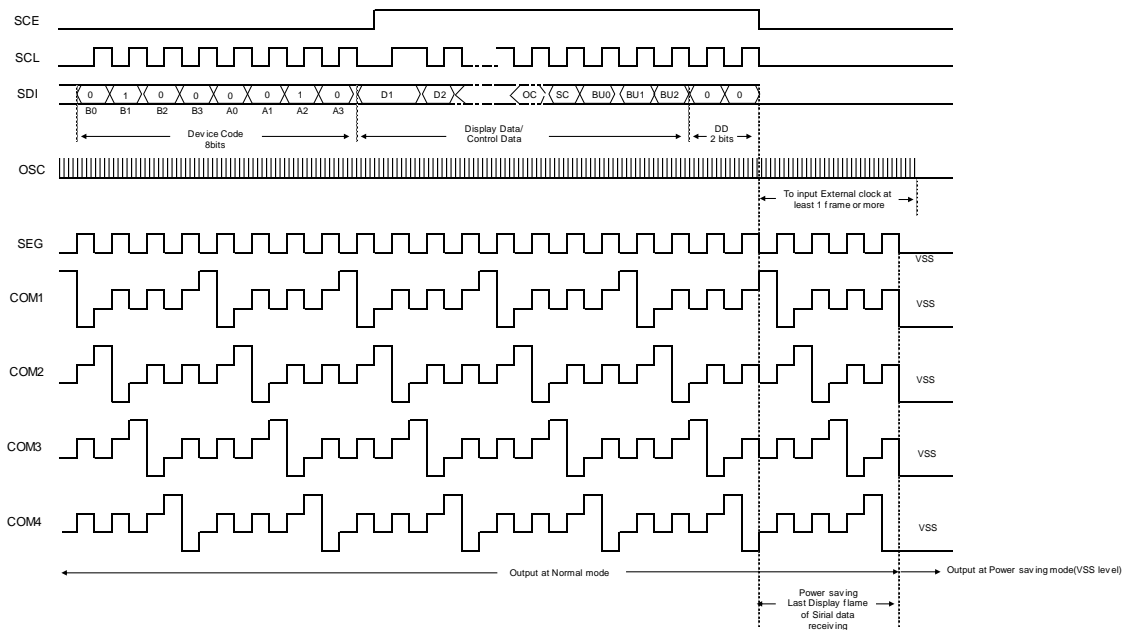 SCE
SCL
SDI
0 1 0 0 0 0 1 0 D1 D2 OC SC BU0 BU1 BU2 0 0
B0 B1 B2 B3 A0 A1 A2 A3
Device Code
8bits
Display Data/
Control Data
DD
2 bits
OSC
To input External clock at
least 1 frame or more
SEG
VSS
COM1
VSS
COM2
VSS
COM3
VSS
COM4
VSS
Output at Normal mode
Output at Power saving mode(VSS level)
Power saving
Last Display flame
of Sirial data
receiving